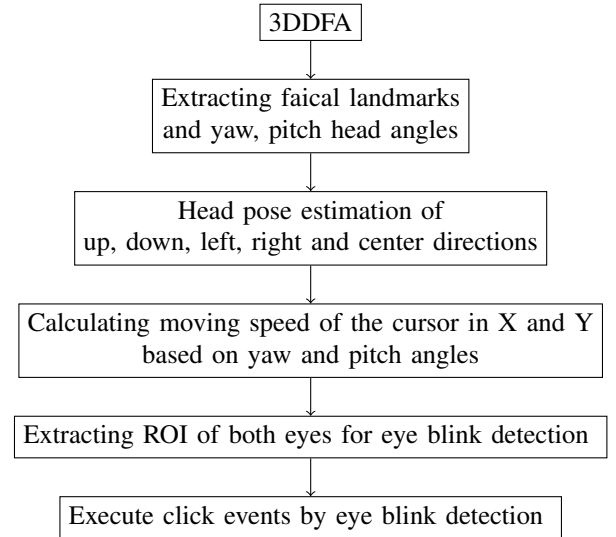 3DDFA
Extracting faical landmarks
and yaw, pitch head angles
Head pose estimation of
up, down, left, right and center directions
Calculating moving speed of the cursor in X and Y
based on yaw and pitch angles
Extracting ROI of both eyes for eye blink detection
Execute click events by eye blink detection